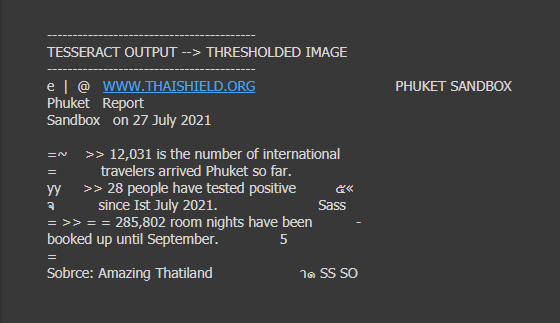 ------------------------------------------
TESSERACT OUTPUT --> THRESHOLDED IMAGE
------------------------------------------
e | @ WWW.THAISHIELD.ORG PHUKET SANDBOX
Phuket Report
Sandbox on 27 July 2021
=~ >> 12,031 is the number of international
= travelers arrived Phuket so far.
yy >> 28 people have tested positive ๕«
จ since Ist July 2021. Sass
= >> = = 285,802 room nights have been -
booked up until September. 5
=
Sobrce: Amazing Thatiland า๑ SS SO